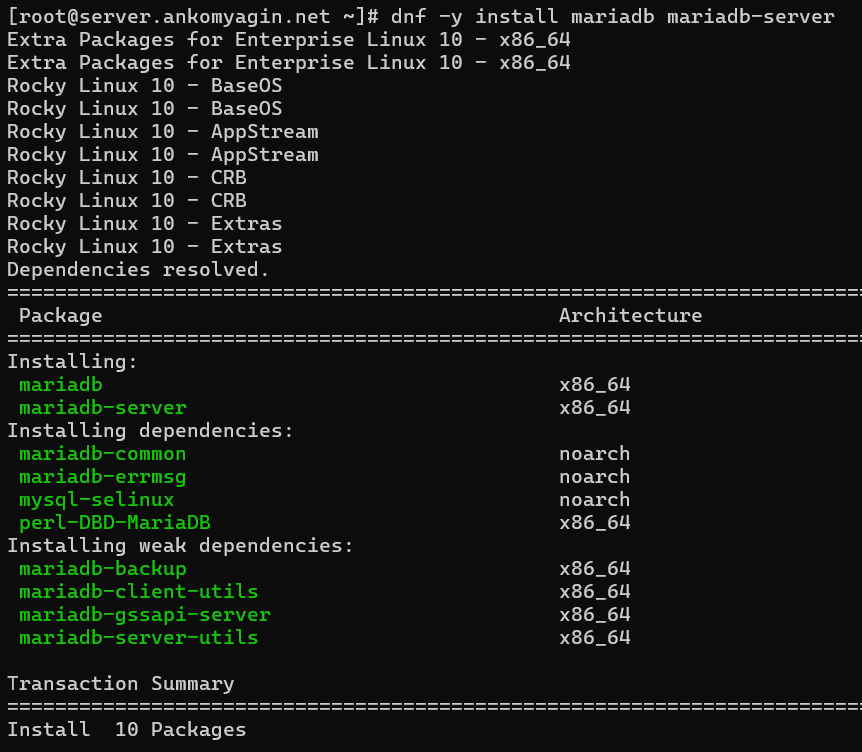 [root@server.ankomyagin.net ~]# dnf -y install mariadb mariadb-server
Extra Packages for Enterprise Linux 10 - x86_64
Extra Packages for Enterprise Linux 10 - x86_64
Rocky Linux 10 - BaseOS
Rocky Linux 10 - BaseOS
Rocky Linux 10 - AppStream
Rocky Linux 10 - AppStream
Rocky Linux 10 - CRB
Rocky Linux 10 - CRB
Rocky Linux 10 - Extras
Rocky Linux 10 - Extras
Dependencies resolved.
========================================================================
Package Architecture
========================================================================
Installing:
mariadb x86_64
mariadb-server x86_64
Installing dependencies:
mariadb-common noarch
mariadb-errmsg noarch
mysql-selinux noarch
perl-DBD-MariaDB x86_64
Installing weak dependencies:
mariadb-backup x86_64
mariadb-client-utils x86_64
mariadb-gssapi-server x86_64
mariadb-server-utils x86_64
Transaction Summary
========================================================================
Install  10 Packages